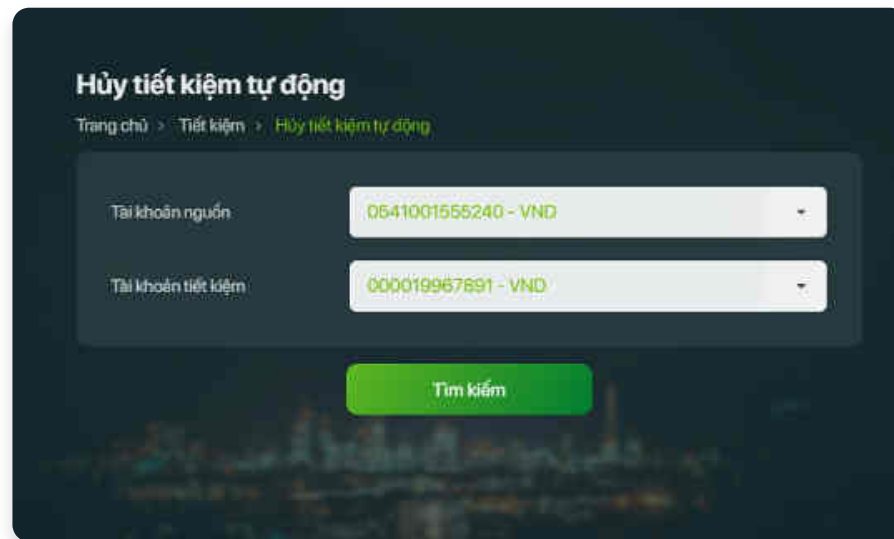 Hủy tiết kiệm tự động
Trang chủ > Tiết kiệm > Hủy tiết kiệm tự động
Tài khoản nguồn 0541001555240 - VND
Tài khoản tiết kiệm 000019967891 - VND
Tìm kiếm